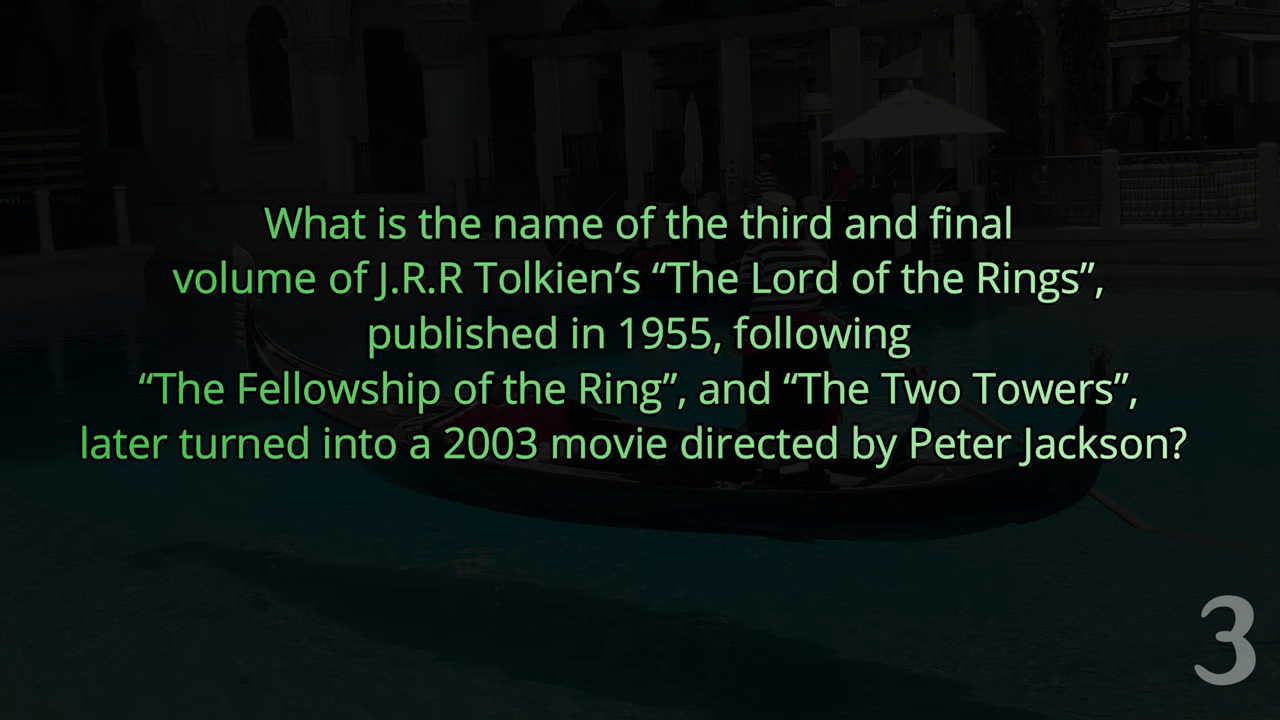 What is the name of the third and final
volume of J.R.R Tolkien’s “The Lord of the Rings”,
published in 1955, following
“The Fellowship of the Ring”, and “The Two Towers”,
later turned into a 2003 movie directed by Peter Jackson?
3